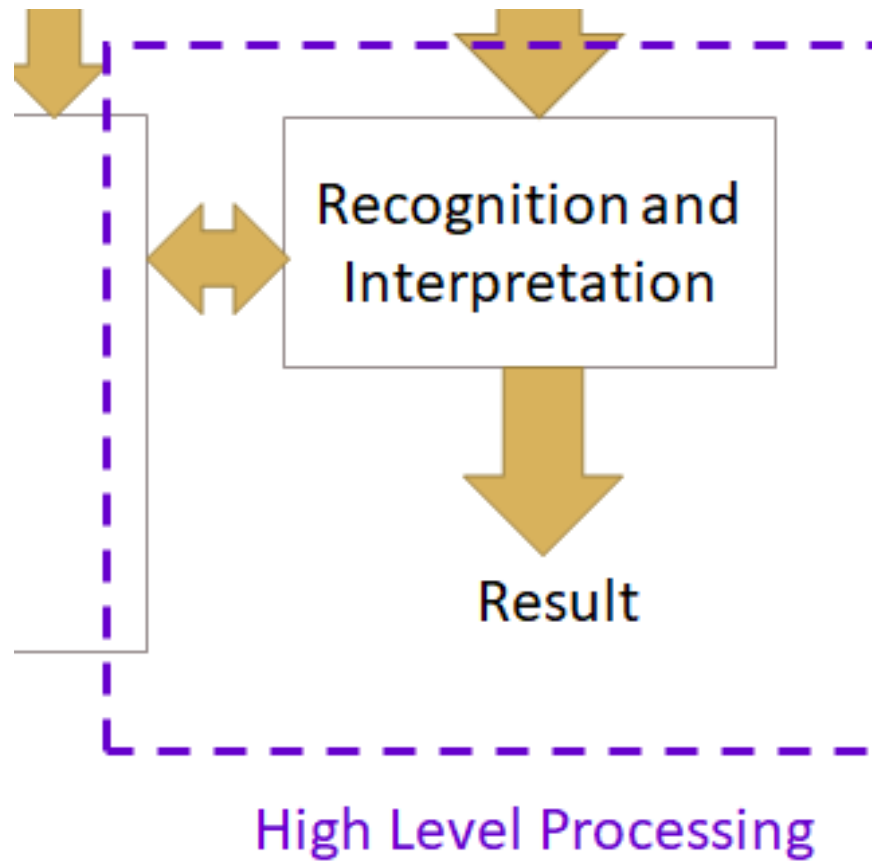 Recognition and
Interpretation
Result
High Level Processing